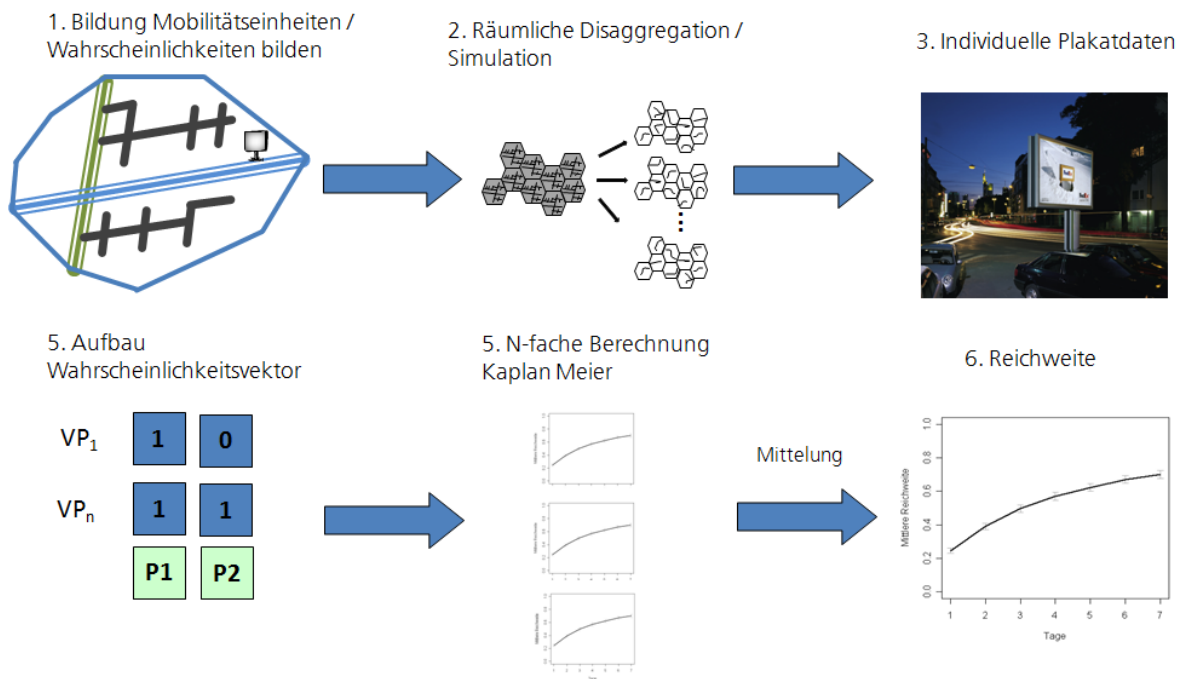 1. Bildung Mobilitätseinheiten /
Wahrscheinlichkeiten bilden
2. Räumliche Disaggregation /
Simulation
3. Individuelle Plakatdaten
5. Aufbau
Wahrscheinlichkeitsvektor
VP1
1
0
VPn
1
1
P1
P2
5. N-fache Berechnung
Kaplan Meier
Mittelung
6. Reichweite
Mittlere Reichweite
1.0
0.8
0.6
0.4
0.2
0.0
1
2
3
4
5
6
7
Tage